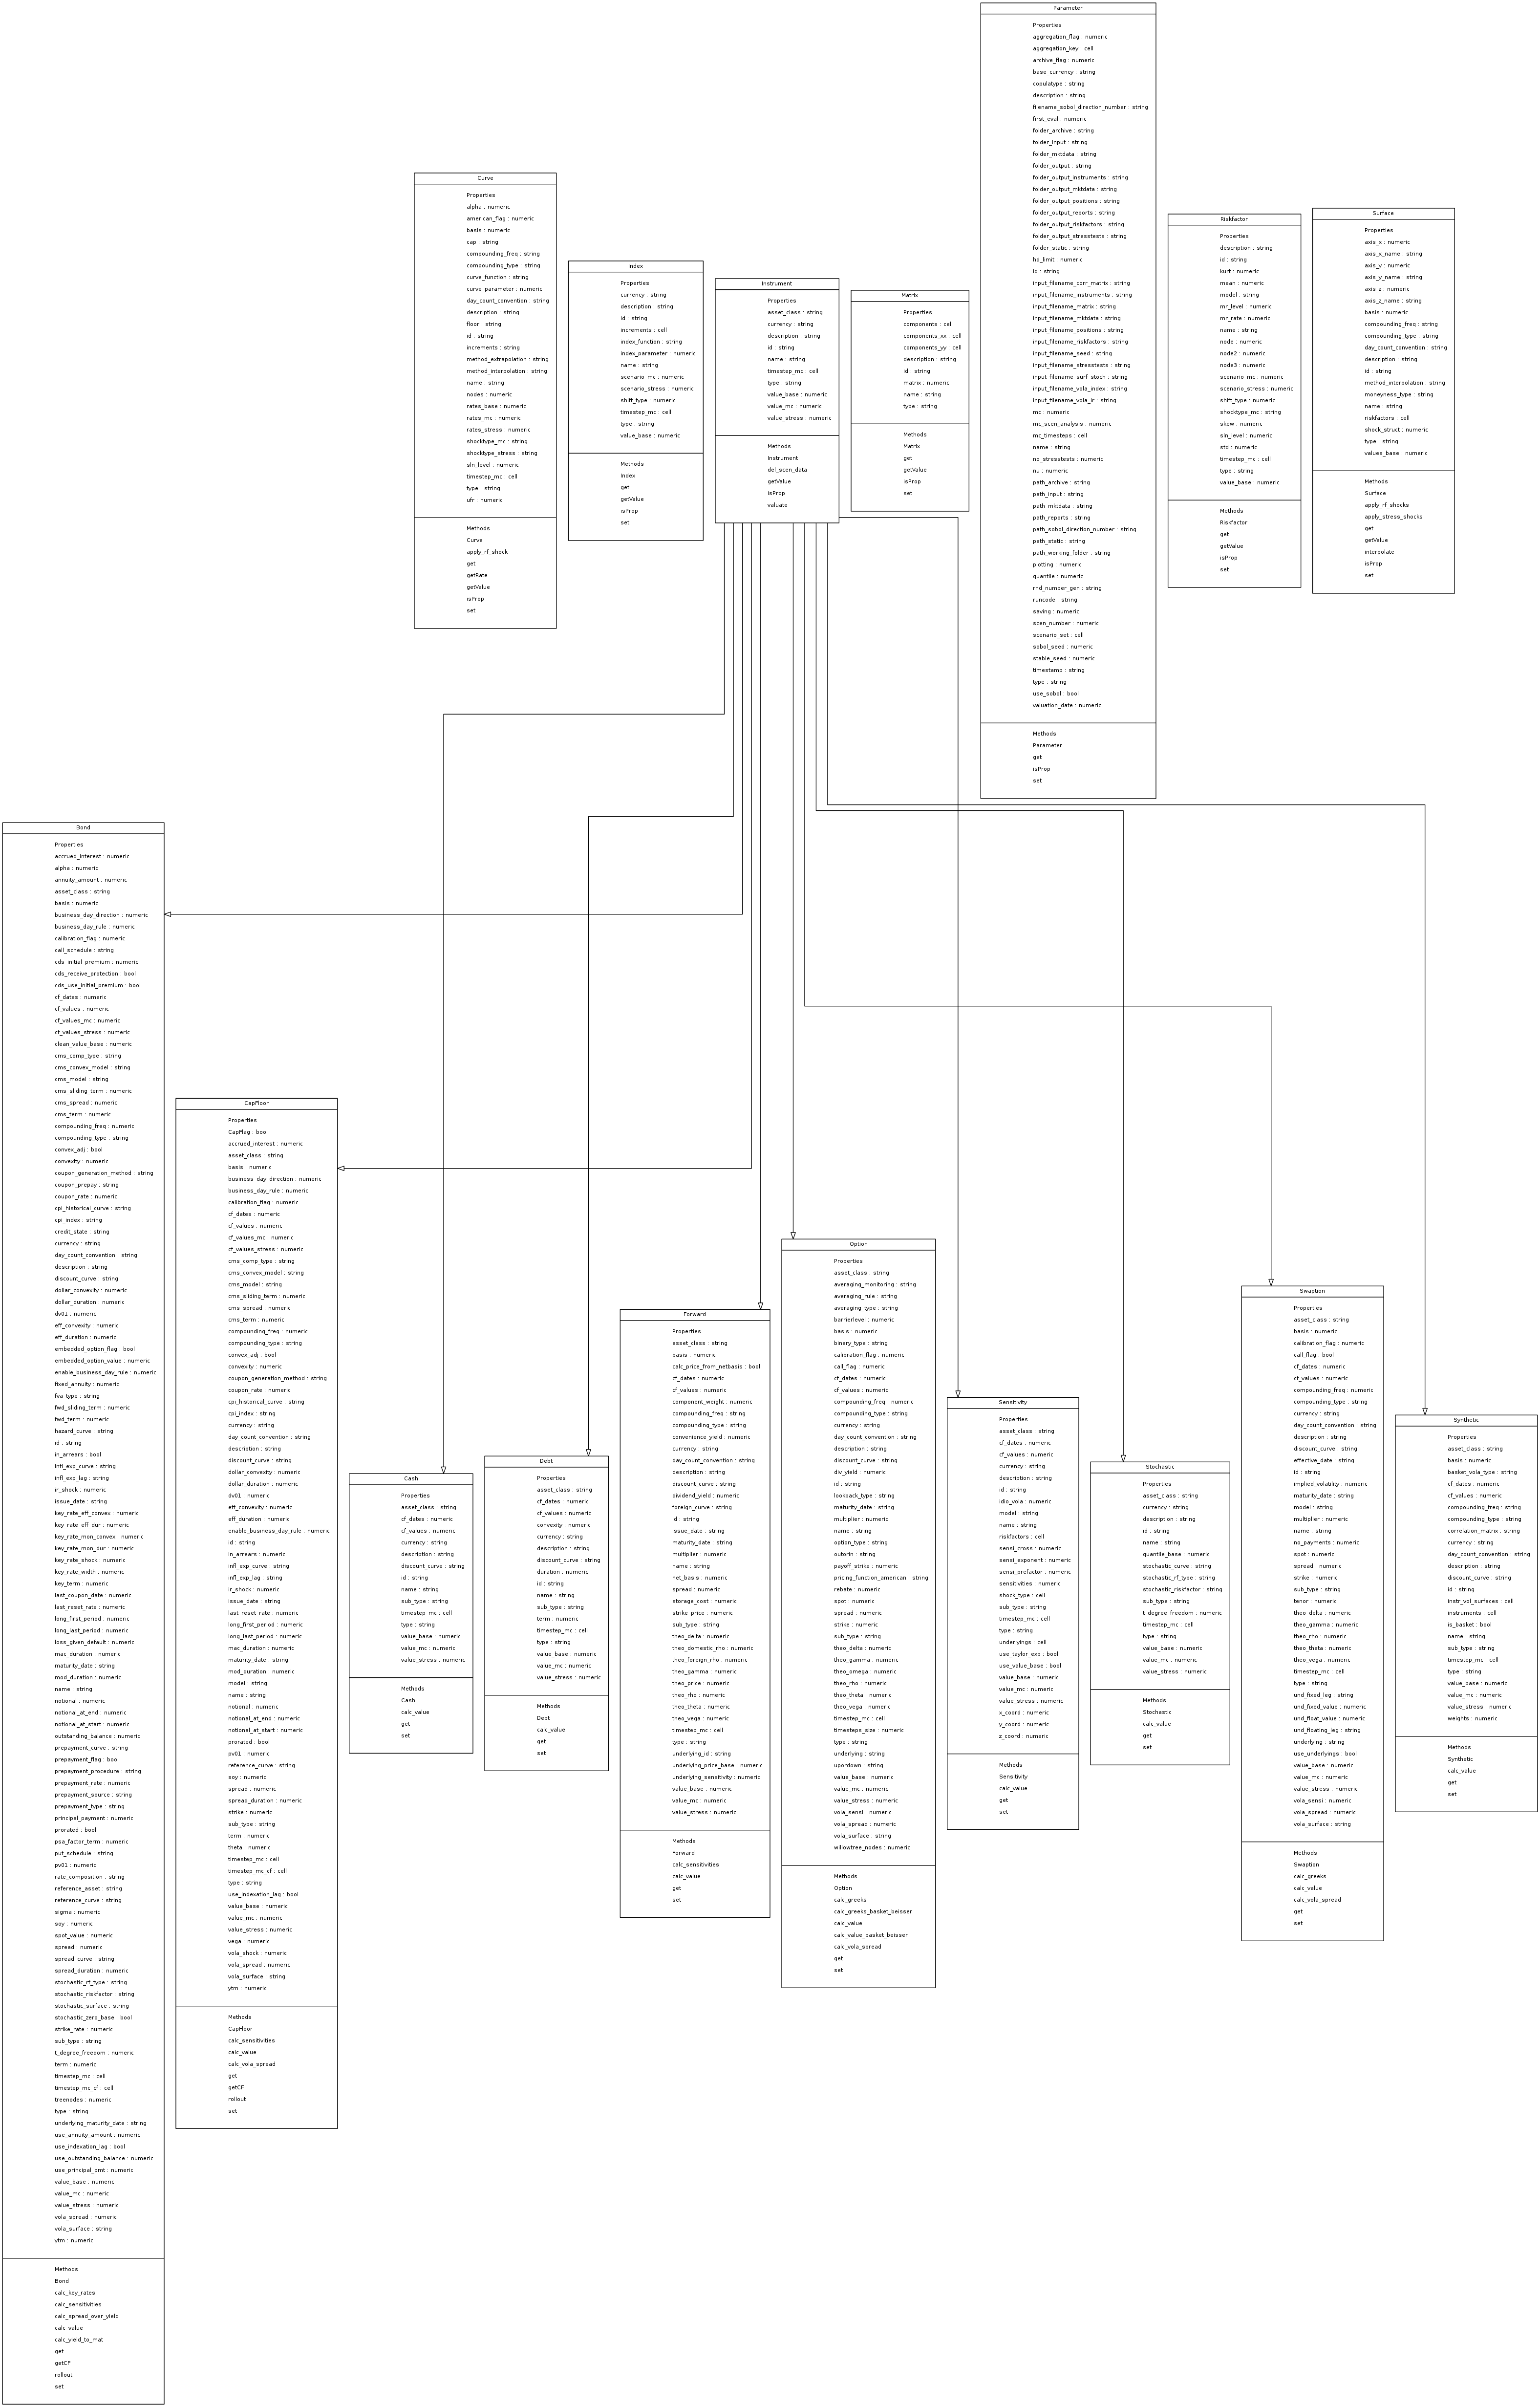 Parameter
Properties
aggregation_flag : numeric
aggregation_key : cell
archive_flag : numeric
base_currency : string
copulatype : string
description : string
filename_sobol_direction_number : string
first_eval : numeric
folder_archive : string
folder_input : string
folder_mktdata : string
folder_output : string
folder_output_instruments : string
folder_output_mktdata : string
folder_output_positions : string
folder_output_reports : string
folder_output_riskfactors : string
folder_output_stresstests : string
folder_static : string
hd_limit : numeric
id : string
input_filename_corr_matrix : string
input_filename_instruments : string
input_filename_matrix : string
input_filename_mktdata : string
input_filename_positions : string
input_filename_riskfactors : string
input_filename_seed : string
input_filename_stresstests : string
input_filename_surf_stoch : string
input_filename_vola_index : string
input_filename_vola_ir : string
mc : numeric
mc_scen_analysis : numeric
mc_timesteps : cell
name : string
no_stresstests : numeric
nu : numeric
path_archive : string
path_input : string
path_mktdata : string
path_reports : string
path_sobol_direction_number : string
path_static : string
path_working_folder : string
plotting : numeric
quantile : numeric
rnd_number_gen : string
runcode : string
saving : numeric
scen_number : numeric
scenario_set : cell
sobol_seed : numeric
stable_seed : numeric
timestamp : string
type : string
use_sobol : bool
valuation_date : numeric
Methods
Parameter
get
isProp
set
Curve
Properties
alpha : numeric
american_flag : numeric
basis : numeric
cap : string
compounding_freq : string
compounding_type : string
curve_function : string
curve_parameter : numeric
day_count_convention : string
description : string
floor : string
id : string
increments : string
method_extrapolation : string
method_interpolation : string
name : string
nodes : numeric
rates_base : numeric
rates_mc : numeric
rates_stress : numeric
shocktype_mc : string
shocktype_stress : string
sln_level : numeric
timestep_mc : cell
type : string
ufr : numeric
Methods
Curve
apply_rf_shock
get
getRate
getValue
isProp
set
Index
Properties
currency : string
description : string
id : string
increments : cell
index_function : string
index_parameter : numeric
name : string
scenario_mc : numeric
scenario_stress : numeric
shift_type : numeric
timestep_mc : cell
type : string
value_base : numeric
Methods
Index
get
getValue
isProp
set
Instrument
Properties
asset_class : string
currency : string
description : string
id : string
name : string
timestep_mc : cell
type : string
value_base : numeric
value_mc : numeric
value_stress : numeric
Methods
Instrument
del_scen_data
getValue
isProp
valuate
Matrix
Properties
components : cell
components_xx : cell
components_yy : cell
description : string
id : string
matrix : numeric
name : string
type : string
Methods
Matrix
get
getValue
isProp
set
Riskfactor
Properties
description : string
id : string
kurt : numeric
mean : numeric
model : string
mr_level : numeric
mr_rate : numeric
name : string
node : numeric
node2 : numeric
node3 : numeric
scenario_mc : numeric
scenario_stress : numeric
shift_type : numeric
shocktype_mc : string
skew : numeric
sln_level : numeric
std : numeric
timestep_mc : cell
type : string
value_base : numeric
Methods
Riskfactor
get
getValue
isProp
set
Surface
Properties
axis_x : numeric
axis_x_name : string
axis_y : numeric
axis_y_name : string
axis_z : numeric
axis_z_name : string
basis : numeric
compounding_freq : string
compounding_type : string
day_count_convention : string
description : string
id : string
method_interpolation : string
moneyness_type : string
name : string
riskfactors : cell
shock_struct : numeric
type : string
values_base : numeric
Methods
Surface
apply_rf_shocks
apply_stress_shocks
get
getValue
interpolate
isProp
set
Bond
Properties
accrued_interest : numeric
alpha : numeric
annuity_amount : numeric
asset_class : string
basis : numeric
business_day_direction : numeric
business_day_rule : numeric
calibration_flag : numeric
call_schedule : string
cds_initial_premium : numeric
cds_receive_protection : bool
cds_use_initial_premium : bool
cf_dates : numeric
cf_values : numeric
cf_values_mc : numeric
cf_values_stress : numeric
clean_value_base : numeric
cms_comp_type : string
cms_convex_model : string
cms_model : string
cms_sliding_term : numeric
cms_spread : numeric
cms_term : numeric
compounding_freq : numeric
compounding_type : string
convex_adj : bool
convexity : numeric
coupon_generation_method : string
coupon_prepay : string
coupon_rate : numeric
cpi_historical_curve : string
cpi_index : string
credit_state : string
currency : string
day_count_convention : string
description : string
discount_curve : string
dollar_convexity : numeric
dollar_duration : numeric
dv01 : numeric
eff_convexity : numeric
eff_duration : numeric
embedded_option_flag : bool
embedded_option_value : numeric
enable_business_day_rule : numeric
fixed_annuity : numeric
fva_type : string
fwd_sliding_term : numeric
fwd_term : numeric
hazard_curve : string
id : string
in_arrears : bool
infl_exp_curve : string
infl_exp_lag : string
ir_shock : numeric
issue_date : string
key_rate_eff_convex : numeric
key_rate_eff_dur : numeric
key_rate_mon_convex : numeric
key_rate_mon_dur : numeric
key_rate_shock : numeric
key_rate_width : numeric
key_term : numeric
last_coupon_date : numeric
last_reset_rate : numeric
long_first_period : numeric
long_last_period : numeric
loss_given_default : numeric
mac_duration : numeric
maturity_date : string
mod_duration : numeric
name : string
notional : numeric
notional_at_end : numeric
notional_at_start : numeric
outstanding_balance : numeric
prepayment_curve : string
prepayment_flag : bool
prepayment_procedure : string
prepayment_rate : numeric
prepayment_source : string
prepayment_type : string
principal_payment : numeric
prorated : bool
psa_factor_term : numeric
put_schedule : string
pv01 : numeric
rate_composition : string
reference_asset : string
reference_curve : string
sigma : numeric
soy : numeric
spot_value : numeric
spread : numeric
spread_curve : string
spread_duration : numeric
stochastic_rf_type : string
stochastic_riskfactor : string
stochastic_surface : string
stochastic_zero_base : bool
strike_rate : numeric
sub_type : string
t_degree_freedom : numeric
term : numeric
timestep_mc : cell
timestep_mc_cf : cell
treenodes : numeric
type : string
underlying_maturity_date : string
use_annuity_amount : numeric
use_indexation_lag : bool
use_outstanding_balance : numeric
use_principal_pmt : numeric
value_base : numeric
value_mc : numeric
value_stress : numeric
vola_spread : numeric
vola_surface : string
ytm : numeric
Methods
Bond
calc_key_rates
calc_sensitivities
calc_spread_over_yield
calc_value
calc_yield_to_mat
get
getCF
rollout
set
CapFloor
Properties
CapFlag : bool
accrued_interest : numeric
asset_class : string
basis : numeric
business_day_direction : numeric
business_day_rule : numeric
calibration_flag : numeric
cf_dates : numeric
cf_values : numeric
cf_values_mc : numeric
cf_values_stress : numeric
cms_comp_type : string
cms_convex_model : string
cms_model : string
cms_sliding_term : numeric
cms_spread : numeric
cms_term : numeric
compounding_freq : numeric
compounding_type : string
convex_adj : bool
convexity : numeric
coupon_generation_method : string
coupon_rate : numeric
cpi_historical_curve : string
cpi_index : string
currency : string
day_count_convention : string
description : string
discount_curve : string
dollar_convexity : numeric
dollar_duration : numeric
dv01 : numeric
eff_convexity : numeric
eff_duration : numeric
enable_business_day_rule : numeric
id : string
in_arrears : numeric
infl_exp_curve : string
infl_exp_lag : string
ir_shock : numeric
issue_date : string
last_reset_rate : numeric
long_first_period : numeric
long_last_period : numeric
mac_duration : numeric
maturity_date : string
mod_duration : numeric
model : string
name : string
notional : numeric
notional_at_end : numeric
notional_at_start : numeric
prorated : bool
pv01 : numeric
reference_curve : string
soy : numeric
spread : numeric
spread_duration : numeric
strike : numeric
sub_type : string
term : numeric
theta : numeric
timestep_mc : cell
timestep_mc_cf : cell
type : string
use_indexation_lag : bool
value_base : numeric
value_mc : numeric
value_stress : numeric
vega : numeric
vola_shock : numeric
vola_spread : numeric
vola_surface : string
ytm : numeric
Methods
CapFloor
calc_sensitivities
calc_value
calc_vola_spread
get
getCF
rollout
set
Cash
Properties
asset_class : string
cf_dates : numeric
cf_values : numeric
currency : string
description : string
discount_curve : string
id : string
name : string
sub_type : string
timestep_mc : cell
type : string
value_base : numeric
value_mc : numeric
value_stress : numeric
Methods
Cash
calc_value
get
set
Debt
Properties
asset_class : string
cf_dates : numeric
cf_values : numeric
convexity : numeric
currency : string
description : string
discount_curve : string
duration : numeric
id : string
name : string
sub_type : string
term : numeric
timestep_mc : cell
type : string
value_base : numeric
value_mc : numeric
value_stress : numeric
Methods
Debt
calc_value
get
set
Forward
Properties
asset_class : string
basis : numeric
calc_price_from_netbasis : bool
cf_dates : numeric
cf_values : numeric
component_weight : numeric
compounding_freq : string
compounding_type : string
convenience_yield : numeric
currency : string
day_count_convention : string
description : string
discount_curve : string
dividend_yield : numeric
foreign_curve : string
id : string
issue_date : string
maturity_date : string
multiplier : numeric
name : string
net_basis : numeric
spread : numeric
storage_cost : numeric
strike_price : numeric
sub_type : string
theo_delta : numeric
theo_domestic_rho : numeric
theo_foreign_rho : numeric
theo_gamma : numeric
theo_price : numeric
theo_rho : numeric
theo_theta : numeric
theo_vega : numeric
timestep_mc : cell
type : string
underlying_id : string
underlying_price_base : numeric
underlying_sensitivity : numeric
value_base : numeric
value_mc : numeric
value_stress : numeric
Methods
Forward
calc_sensitivities
calc_value
get
set
Option
Properties
asset_class : string
averaging_monitoring : string
averaging_rule : string
averaging_type : string
barrierlevel : numeric
basis : numeric
binary_type : string
calibration_flag : numeric
call_flag : numeric
cf_dates : numeric
cf_values : numeric
compounding_freq : numeric
compounding_type : string
currency : string
day_count_convention : string
description : string
discount_curve : string
div_yield : numeric
id : string
lookback_type : string
maturity_date : string
multiplier : numeric
name : string
option_type : string
outorin : string
payoff_strike : numeric
pricing_function_american : string
rebate : numeric
spot : numeric
spread : numeric
strike : numeric
sub_type : string
theo_delta : numeric
theo_gamma : numeric
theo_omega : numeric
theo_rho : numeric
theo_theta : numeric
theo_vega : numeric
timestep_mc : cell
timesteps_size : numeric
type : string
underlying : string
upordown : string
value_base : numeric
value_mc : numeric
value_stress : numeric
vola_sensi : numeric
vola_spread : numeric
vola_surface : string
willowtree_nodes : numeric
Methods
Option
calc_greeks
calc_greeks_basket_beisser
calc_value
calc_value_basket_beisser
calc_vola_spread
get
set
Sensitivity
Properties
asset_class : string
cf_dates : numeric
cf_values : numeric
currency : string
description : string
id : string
idio_vola : numeric
model : string
name : string
riskfactors : cell
sensi_cross : numeric
sensi_exponent : numeric
sensi_prefactor : numeric
sensitivities : numeric
shock_type : cell
sub_type : string
timestep_mc : cell
type : string
underlyings : cell
use_taylor_exp : bool
use_value_base : bool
value_base : numeric
value_mc : numeric
value_stress : numeric
x_coord : numeric
y_coord : numeric
z_coord : numeric
Methods
Sensitivity
calc_value
get
set
Stochastic
Properties
asset_class : string
currency : string
description : string
id : string
name : string
quantile_base : numeric
stochastic_curve : string
stochastic_rf_type : string
stochastic_riskfactor : string
sub_type : string
t_degree_freedom : numeric
timestep_mc : cell
type : string
value_base : numeric
value_mc : numeric
value_stress : numeric
Methods
Stochastic
calc_value
get
set
Swaption
Properties
asset_class : string
basis : numeric
calibration_flag : numeric
call_flag : bool
cf_dates : numeric
cf_values : numeric
compounding_freq : numeric
compounding_type : string
currency : string
day_count_convention : string
description : string
discount_curve : string
effective_date : string
id : string
implied_volatility : numeric
maturity_date : string
model : string
multiplier : numeric
name : string
no_payments : numeric
spot : numeric
spread : numeric
strike : numeric
sub_type : string
tenor : numeric
theo_delta : numeric
theo_gamma : numeric
theo_rho : numeric
theo_theta : numeric
theo_vega : numeric
timestep_mc : cell
type : string
und_fixed_leg : string
und_fixed_value : numeric
und_float_value : numeric
und_floating_leg : string
underlying : string
use_underlyings : bool
value_base : numeric
value_mc : numeric
value_stress : numeric
vola_sensi : numeric
vola_spread : numeric
vola_surface : string
Methods
Swaption
calc_greeks
calc_value
calc_vola_spread
get
set
Synthetic
Properties
asset_class : string
basis : numeric
basket_vola_type : string
cf_dates : numeric
cf_values : numeric
compounding_freq : string
compounding_type : string
correlation_matrix : string
currency : string
day_count_convention : string
description : string
discount_curve : string
id : string
instr_vol_surfaces : cell
instruments : cell
is_basket : bool
name : string
sub_type : string
timestep_mc : cell
type : string
value_base : numeric
value_mc : numeric
value_stress : numeric
weights : numeric
Methods
Synthetic
calc_value
get
set